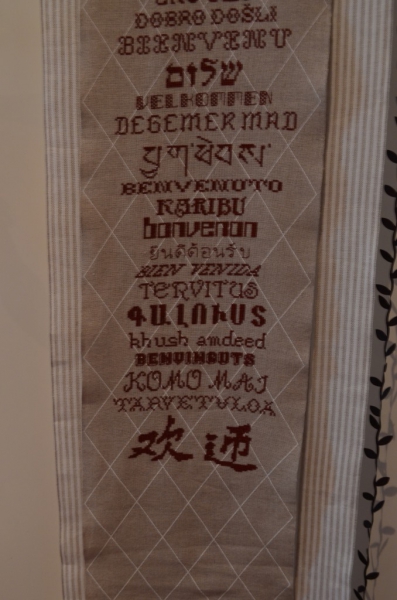 DOBRO DOŠLI
BIENVENU
שלום
VELKOMMEN
DEGEMER MAD
BENVENUTO
KARIBU
bonvenon
ยินดีต้อนรับ
BIEN VENIDA
TERVITUS
ԳԱԼՈՒՍՏ
khush amdeed
BENVINGUTS
KOMO MAI
TARVETULOA
欢迎